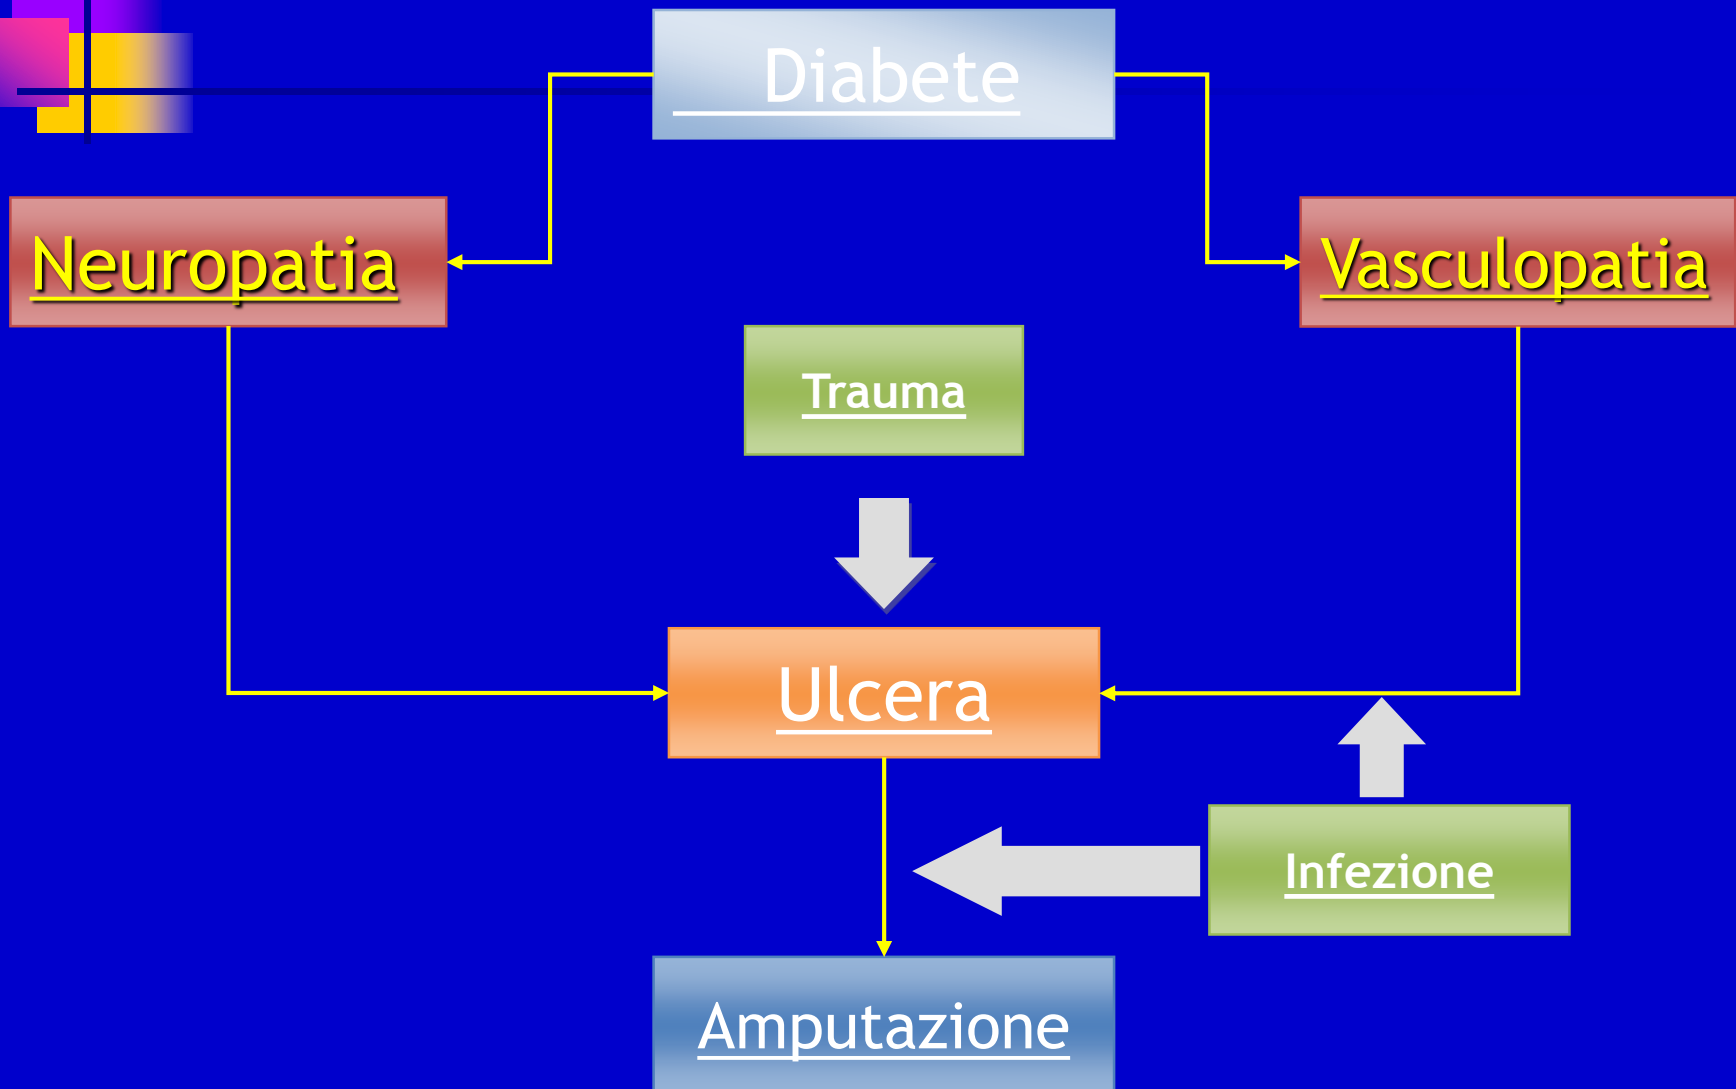 Diabete
Neuropatia
Vasculopatia
Trauma
Ulcera
Infezione
Amputazione